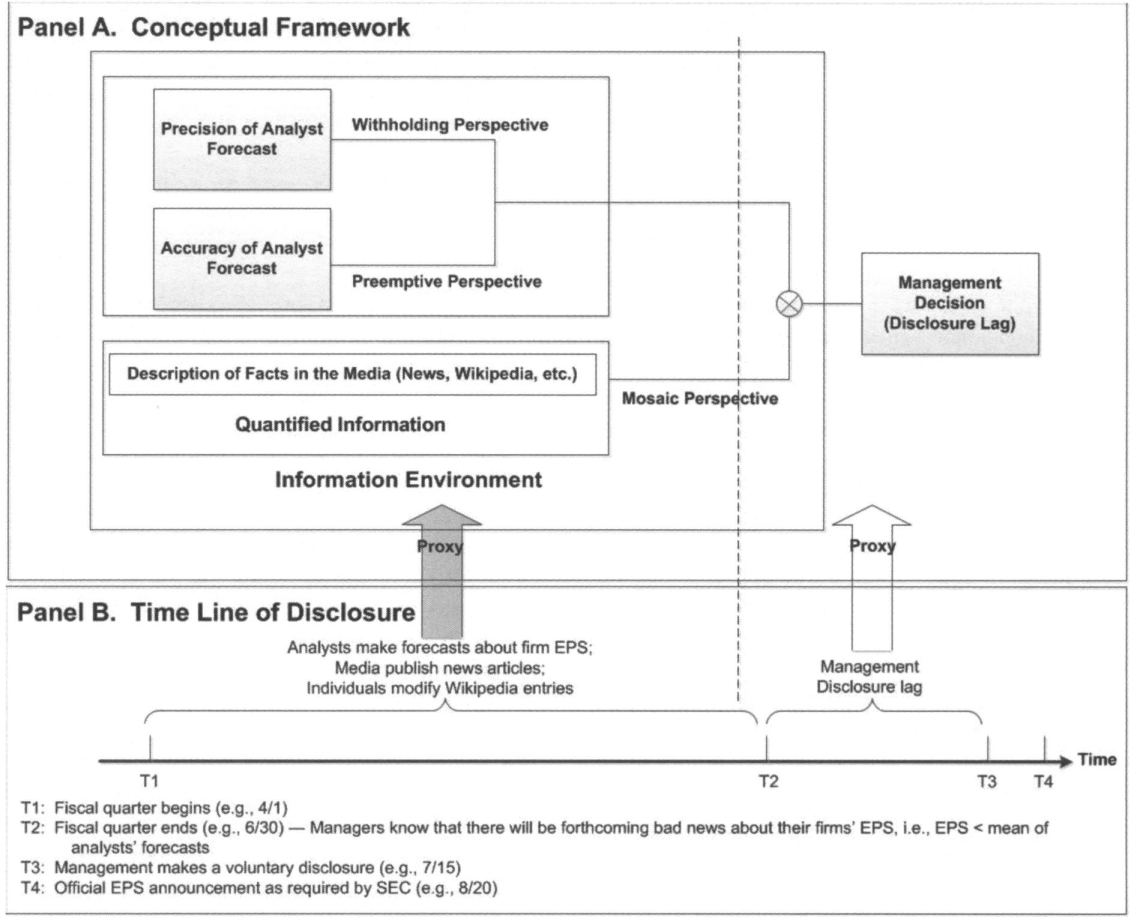 Panel A. Conceptual Framework
Precision of Analyst
Forecast
Withholding Perspective
Accuracy of Analyst
Forecast
Preemptive Perspective
Management
Decision
(Disclosure Lag)
Description of Facts in the Media (News, Wikipedia, etc.)
Mosaic Perspective
Quantified Information
Information Environment
Proxy
Proxy
Panel B. Time Line of Disclosure
Analysts make forecasts about firm EPS;
Media publish news articles;
Individuals modify Wikipedia entries
Management
Disclosure lag
Time
T1
T2
T3
T4
T1: Fiscal quarter begins (e.g., 4/1)
T2: Fiscal quarter ends (e.g., 6/30) — Managers know that there will be forthcoming bad news about their firms' EPS, i.e., EPS < mean of
analysts' forecasts
T3: Management makes a voluntary disclosure (e.g., 7/15)
T4: Official EPS announcement as required by SEC (e.g., 8/20)